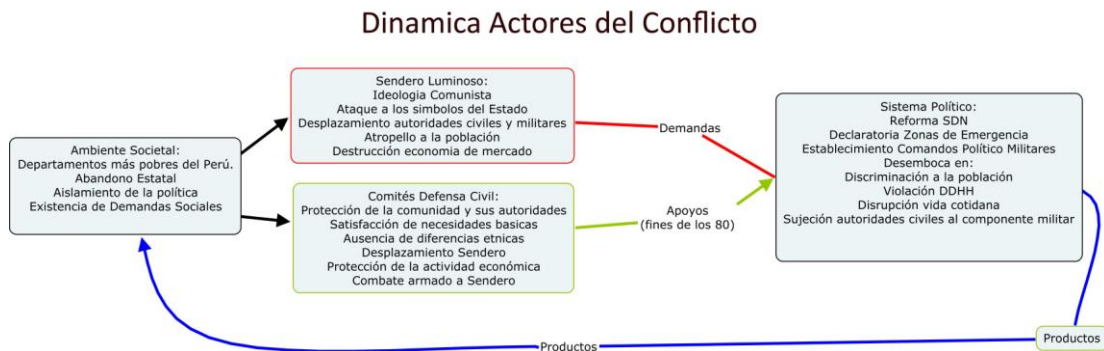 Dinamica Actores del Conflicto
Ambiente Societal:
Departamentos más pobres del Perú.
Abandono Estatal
Aislamiento de la política
Existencia de Demandas Sociales
Sendero Luminoso:
Ideologia Comunista
Ataque a los simbolos del Estado
Desplazamiento autoridades civiles y militares
Atropello a la población
Destrucción economia de mercado
Comités Defensa Civil:
Protección de la comunidad y sus autoridades
Satisfacción de necesidades basicas
Ausencia de diferencias etnicas
Desplazamiento Sendero
Protección de la actividad económica
Combate armado a Sendero
Demandas
Apoyos
(fines de los 80)
Sistema Político:
Reforma SDN
Declaratoria Zonas de Emergencia
Establecimiento Comandos Político Militares
Desemboca en:
Discriminación a la población
Violación DDHH
Disrupción vida cotidana
Sujeción autoridades civiles al componente militar
Productos
Productos